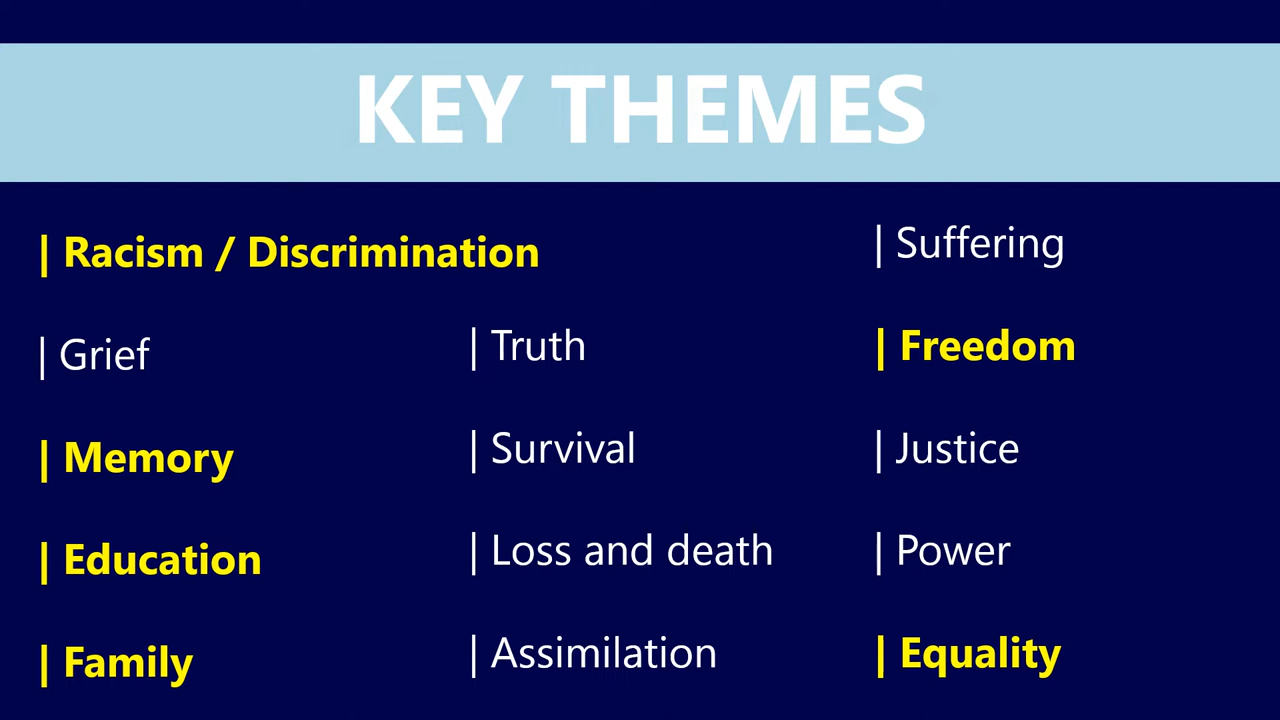 KEY THEMES
| Racism / Discrimination
| Grief
| Memory
| Education
| Family
| Truth
| Survival
| Loss and death
| Assimilation
| Suffering
| Freedom
| Justice
| Power
| Equality